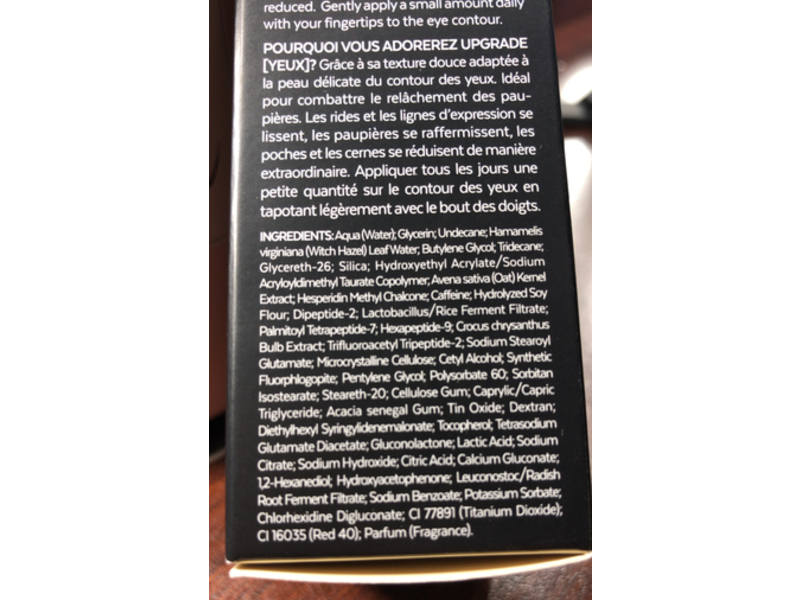 reduced. Gently apply a small amount daily
with your fingertips to the eye contour.
POURQUOI VOUS ADOREREZ UPGRADE
[YEUX]? Grâce à sa texture douce adaptée à
la peau délicate du contour des yeux. Idéal
pour combattre le relâchement des pau-
pières. Les rides et les lignes d'expression se
lissent, les paupières se raffermissent, les
poches et les cernes se réduisent de manière
extraordinaire. Appliquer tous les jours une
petite quantité sur le contour des yeux en
tapotant légèrement avec le bout des doigts.
INGREDIENTS: Aqua (Water); Glycerin; Undecane; Hamamelis
virginiana (Witch Hazel) Leaf Water; Butylene Glycol; Tridecane;
Glycereth-26; Silica; Hydroxyethyl Acrylate/Sodium
Acryloyldimethyl Taurate Copolymer; Avena sativa (Oat) Kernel
Extract; Hesperidin Methyl Chalcone; Caffeine; Hydrolyzed Soy
Flour; Dipeptide-2; Lactobacillus/Rice Ferment Filtrate;
Palmitoyl Tetrapeptide-7; Hexapeptide-9; Crocus chrysanthus
Bulb Extract; Trifluoroacetyl Tripeptide-2; Sodium Stearoyl
Glutamate; Microcrystalline Cellulose; Cetyl Alcohol; Synthetic
Fluorphlogopite; Pentylene Glycol; Polysorbate 60; Sorbitan
Isostearate; Steareth-20; Cellulose Gum; Caprylic/Capric
Triglyceride; Acacia senegal Gum; Tin Oxide; Dextran;
Diethylhexyl Syringylidenemalonate; Tocopherol; Tetrasodium
Glutamate Diacetate; Gluconolactone; Lactic Acid; Sodium
Citrate; Sodium Hydroxide; Citric Acid; Calcium Gluconate;
1,2-Hexanediol; Hydroxyacetophenone; Leuconostoc/Radish
Root Ferment Filtrate; Sodium Benzoate; Potassium Sorbate;
Chlorhexidine Digluconate; CI 77891 (Titanium Dioxide);
CI 16035 (Red 40); Parfum (Fragrance).